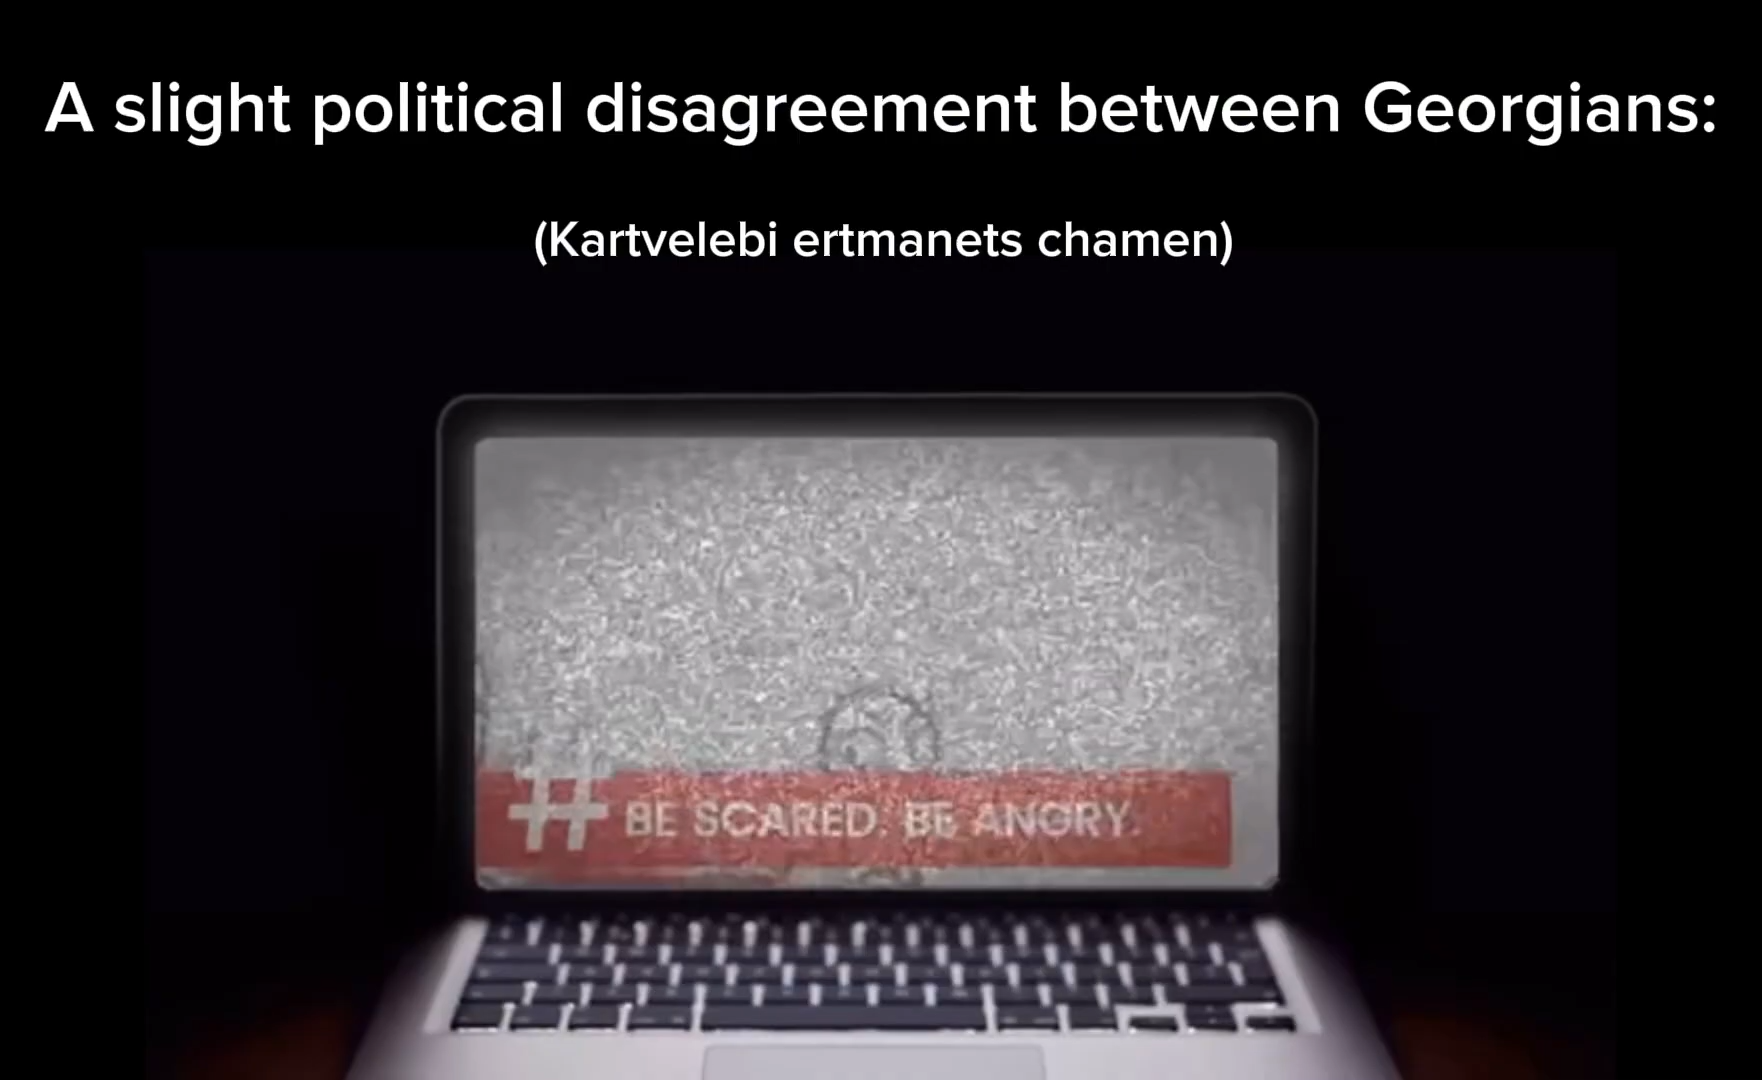 A slight political disagreement between Georgians:
(Kartvelebi ertmanets chamen)
# BE SCARED. BE ANGRY.